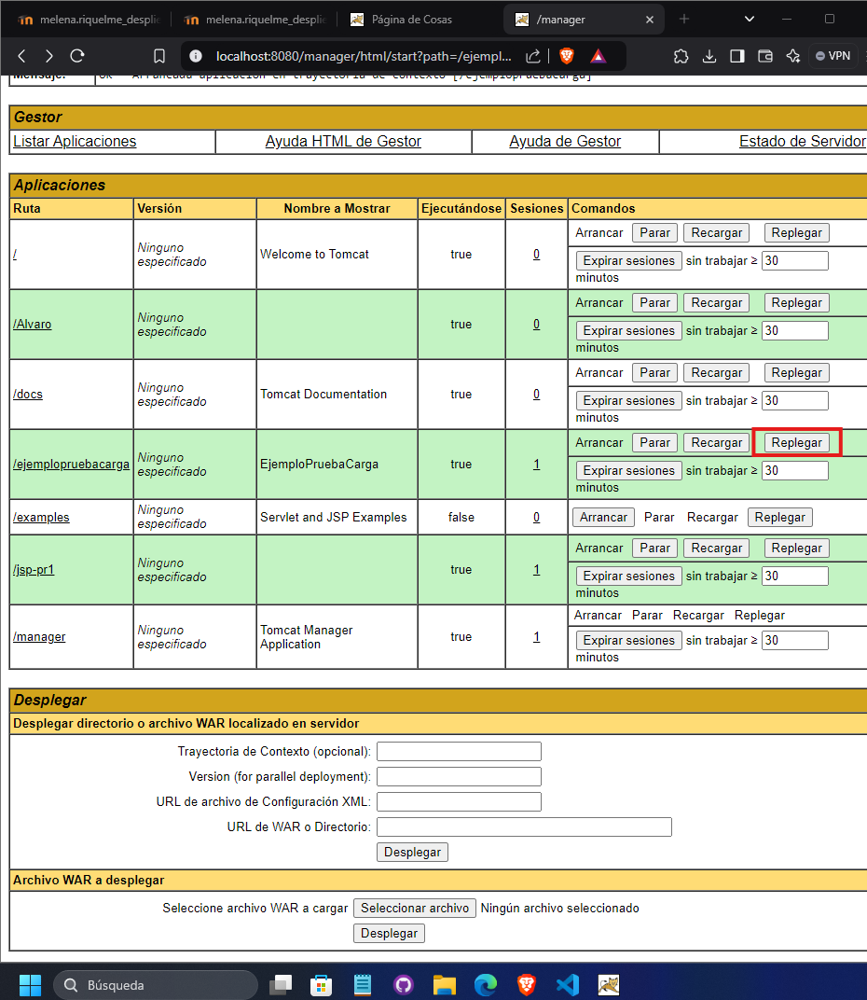 melena.riquelme_desplie
melena.riquelme_desplie
Página de Cosas
/manager
localhost:8080/manager/html/start?path=/ejempl...
VPN
Mensaje:
OK - Arrancada aplicación en trayectoria de contexto [/ejemplopruebacarga]
Gestor
Listar Aplicaciones Ayuda HTML de Gestor Ayuda de Gestor Estado de Servidor
Aplicaciones
Ruta Versión Nombre a Mostrar Ejecutándose Sesiones Comandos
/ Ninguno especificado Welcome to Tomcat true 0 Arrancar Parar Recargar Replegar
Expirar sesiones sin trabajar ≥ 30
minutos
/Alvaro Ninguno especificado true 0 Arrancar Parar Recargar Replegar
Expirar sesiones sin trabajar ≥ 30
minutos
/docs Ninguno especificado Tomcat Documentation true 0 Arrancar Parar Recargar Replegar
Expirar sesiones sin trabajar ≥ 30
minutos
/ejemplopruebacarga Ninguno especificado EjemploPruebaCarga true 1 Arrancar Parar Recargar Replegar
Expirar sesiones sin trabajar ≥ 30
minutos
/examples Ninguno especificado Servlet and JSP Examples false 0 Arrancar Parar Recargar Replegar
/jsp-pr1 Ninguno especificado true 1 Arrancar Parar Recargar Replegar
Expirar sesiones sin trabajar ≥ 30
minutos
/manager Ninguno especificado Tomcat Manager Application true 1 Arrancar Parar Recargar Replegar
Expirar sesiones sin trabajar ≥ 30
minutos
Desplegar
Desplegar directorio o archivo WAR localizado en servidor
Trayectoria de Contexto (opcional):
Version (for parallel deployment):
URL de archivo de Configuración XML:
URL de WAR o Directorio:
Desplegar
Archivo WAR a desplegar
Seleccione archivo WAR a cargar Seleccionar archivo Ningún archivo seleccionado
Desplegar
Búsqueda